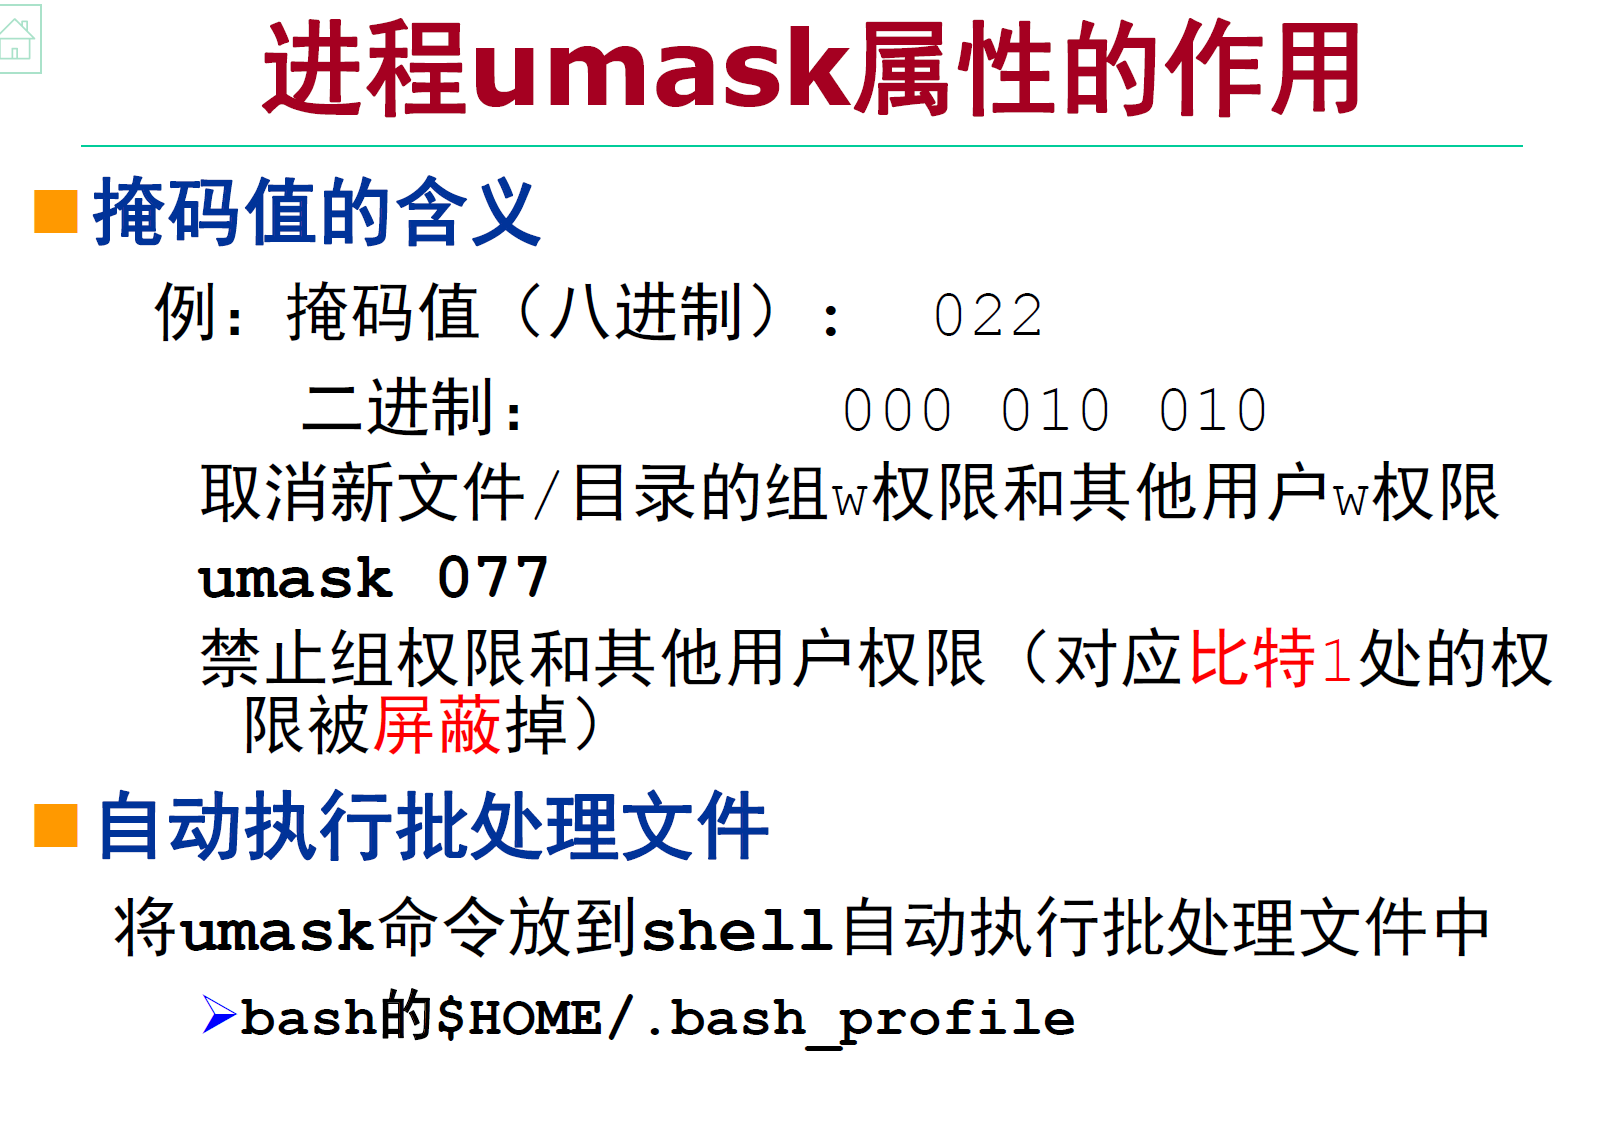 进程umask属性的作用
掩码值的含义
例：掩码值（八进制）： 022
二进制： 000 010 010
取消新文件/目录的组w权限和其他用户w权限
umask 077
禁止组权限和其他用户权限（对应比特1处的权
限被屏蔽掉）
自动执行批处理文件
将umask命令放到shell自动执行批处理文件中
bash的$HOME/.bash_profile